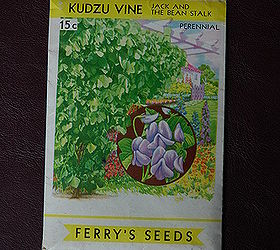 KUDZU VINE JACK AND THE BEAN STALK
15c
PERENNIAL
FERRY'S SEEDS